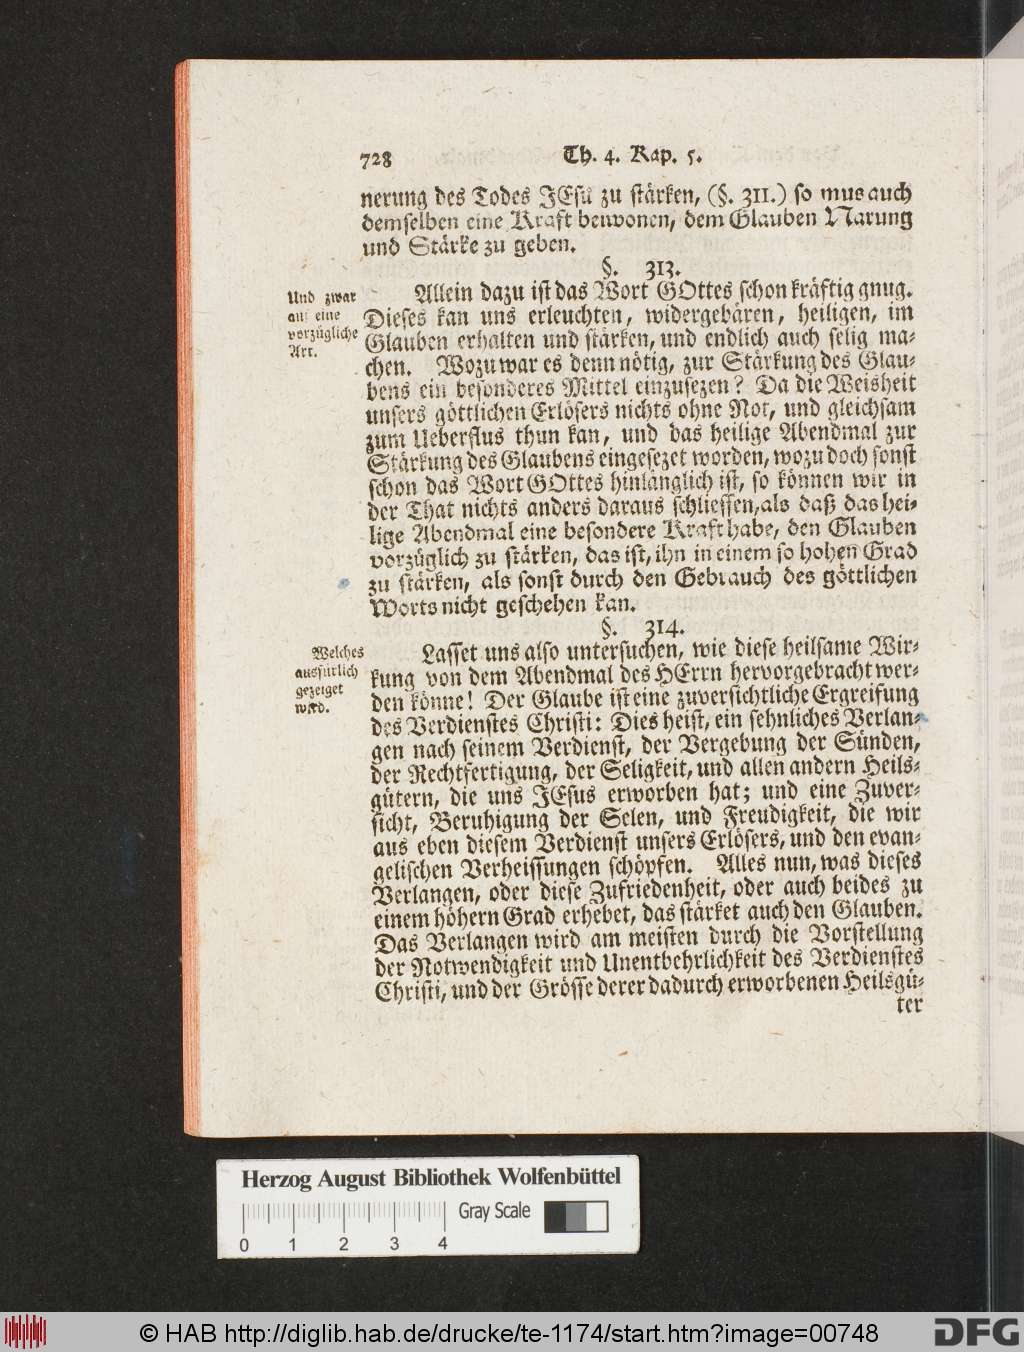 728 Th. 4. Kap. 5.
nerung des Todes JEsu zu stärken, (§. 311.) so mus auch
demselben eine Kraft beiwonen, dem Glauben Narung
und Stärke zu geben.
§. 313.
Und zwar
auf eine
vorzügliche
Art.
Allein dazu ist das Wort GOttes schon kräftig gnug.
Dieses kan uns erleuchten, widergebären, heiligen, im
Glauben erhalten und stärken, und endlich auch selig ma-
chen. Wozu war es denn nötig, zur Stärkung des Glau-
bens ein besonderes Mittel einzusezen? Da die Weisheit
unsers göttlichen Erlösers nichts ohne Not, und gleichsam
zum Ueberflus thun kan, und das heilige Abendmal zur
Stärkung des Glaubens eingesezet worden, wozu doch sonst
schon das Wort GOttes hinlänglich ist, so können wir in
der That nichts anders daraus schliessen, als daß das hei-
lige Abendmal eine besondere Kraft habe, den Glauben
vorzüglich zu stärken, das ist, ihn in einem so hohen Grad
zu stärken, als sonst durch den Gebrauch des göttlichen
Worts nicht geschehen kan.
§. 314.
Welches
ausfürlich
gezeiget
wird.
Lasset uns also untersuchen, wie diese heilsame Wir-
kung von dem Abendmal des HErrn hervorgebracht wer-
den könne! Der Glaube ist eine zuversichtliche Ergreifung
des Verdienstes Christi: Dies heist, ein sehnliches Verlan-
gen nach seinem Verdienst, der Vergebung der Sünden,
der Rechtfertigung, der Seligkeit, und allen andern Heils-
gütern, die uns JEsus erworben hat; und eine Zuver-
sicht, Beruhigung der Selen, und Freudigkeit, die wir
aus eben diesem Verdienst unsers Erlösers, und den evan-
gelischen Verheissungen schöpfen. Alles nun, was dieses
Verlangen, oder diese Zufriedenheit, oder auch beides zu
einem höhern Grad erhebet, das stärket auch den Glauben.
Das Verlangen wird am meisten durch die Vorstellung
der Notwendigkeit und Unentbehrlichkeit des Verdienstes
Christi, und der Grösse derer dadurch erworbenen Heilsgü-
ter
Herzog August Bibliothek Wolfenbüttel
Gray Scale
0 1 2 3 4
© HAB http://diglib.hab.de/drucke/te-1174/start.htm?image=00748
DFG